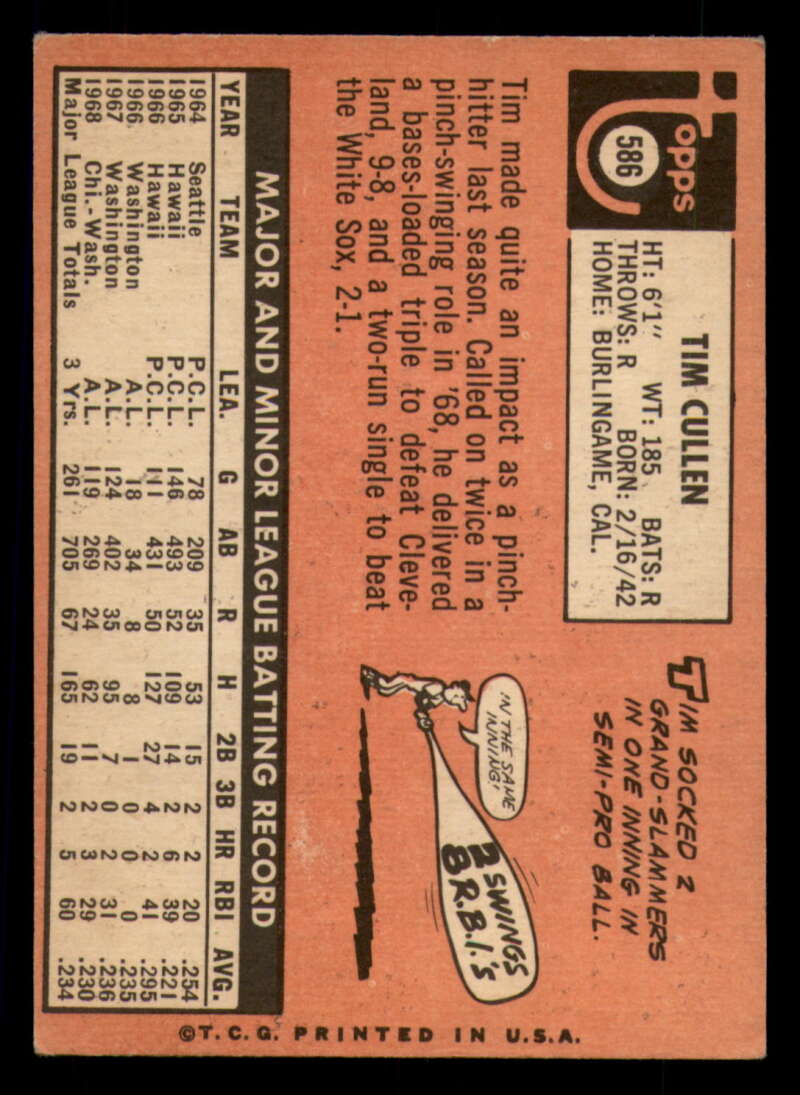 Topps
586
TIM CULLEN
HT: 6'1" WT: 185 BATS: R
THROWS: R BORN: 2/16/42
HOME: BURLINGAME, CAL.
TIM SOCKED 2
GRAND-SLAMMERS
IN ONE INNING IN
SEMI-PRO BALL.
Tim made quite an impact as a pinch-
hitter last season. Called on twice in a
pinch-swinging role in '68, he delivered
a bases-loaded triple to defeat Cleve-
land, 9-8, and a two-run single to beat
the White Sox, 2-1.
IN THE SAME
INNING!
2 SWINGS
8 R.B.I.'s
MAJOR AND MINOR LEAGUE BATTING RECORD
YEAR TEAM LEA. G AB R H 2B 3B HR RBI AVG.
1964 Seattle P.C.L. 78 209 35 53 15 2 2 20 .254
1965 Hawaii P.C.L. 146 493 52 109 14 2 6 39 .221
1966 Hawaii P.C.L. 111 431 50 127 27 4 2 41 .295
1966 Washington A.L. 18 34 8 8 1 0 0 0 .235
1967 Washington A.L. 124 402 35 95 7 0 2 31 .236
1968 Chi.-Wash. A.L. 119 269 24 62 11 2 3 29 .230
Major League Totals 3 Yrs. 261 705 67 165 19 2 5 60 .234
©T.C.G. PRINTED IN U.S.A.